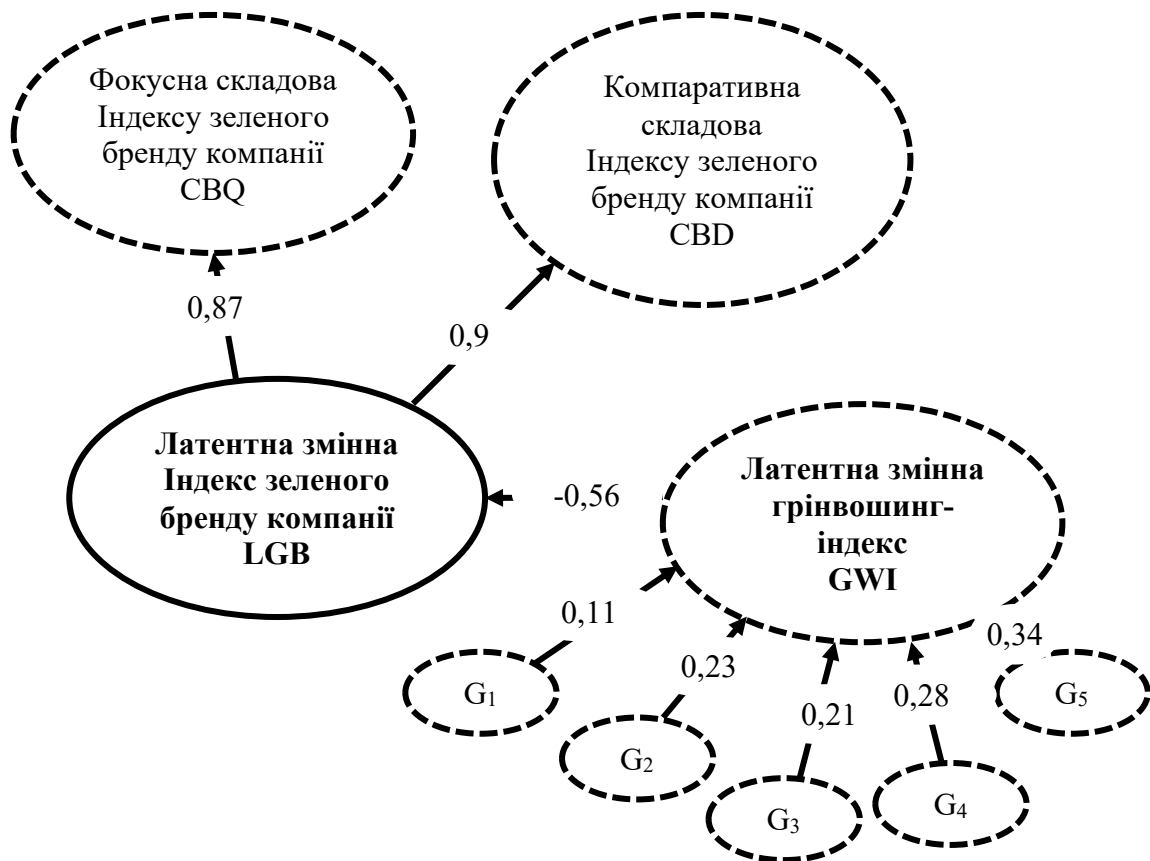 Фокусна складова
Індексу зеленого
бренду компанії
CBQ
Компаративна
складова
Індексу зеленого
бренду компанії
CBD
0,87
0,9
Латентна змінна
Індекс зеленого
бренду компанії
LGB
-0,56
Латентна змінна
грінвошинг-
індекс
GWI
0,11
0,23
0,21
0,28
0,34
G₁
G₂
G₃
G₄
G₅